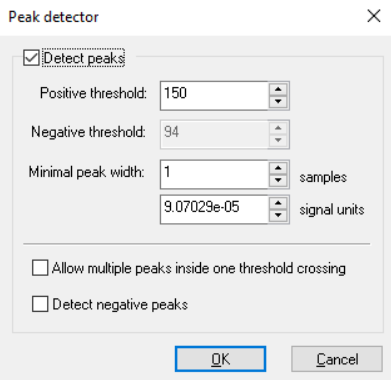 Peak detector
Detect peaks
Positive threshold: 150
Negative threshold: 94
Minimal peak width: 1 samples
9.07029e-05 signal units
Allow multiple peaks inside one threshold crossing
Detect negative peaks
OK Cancel